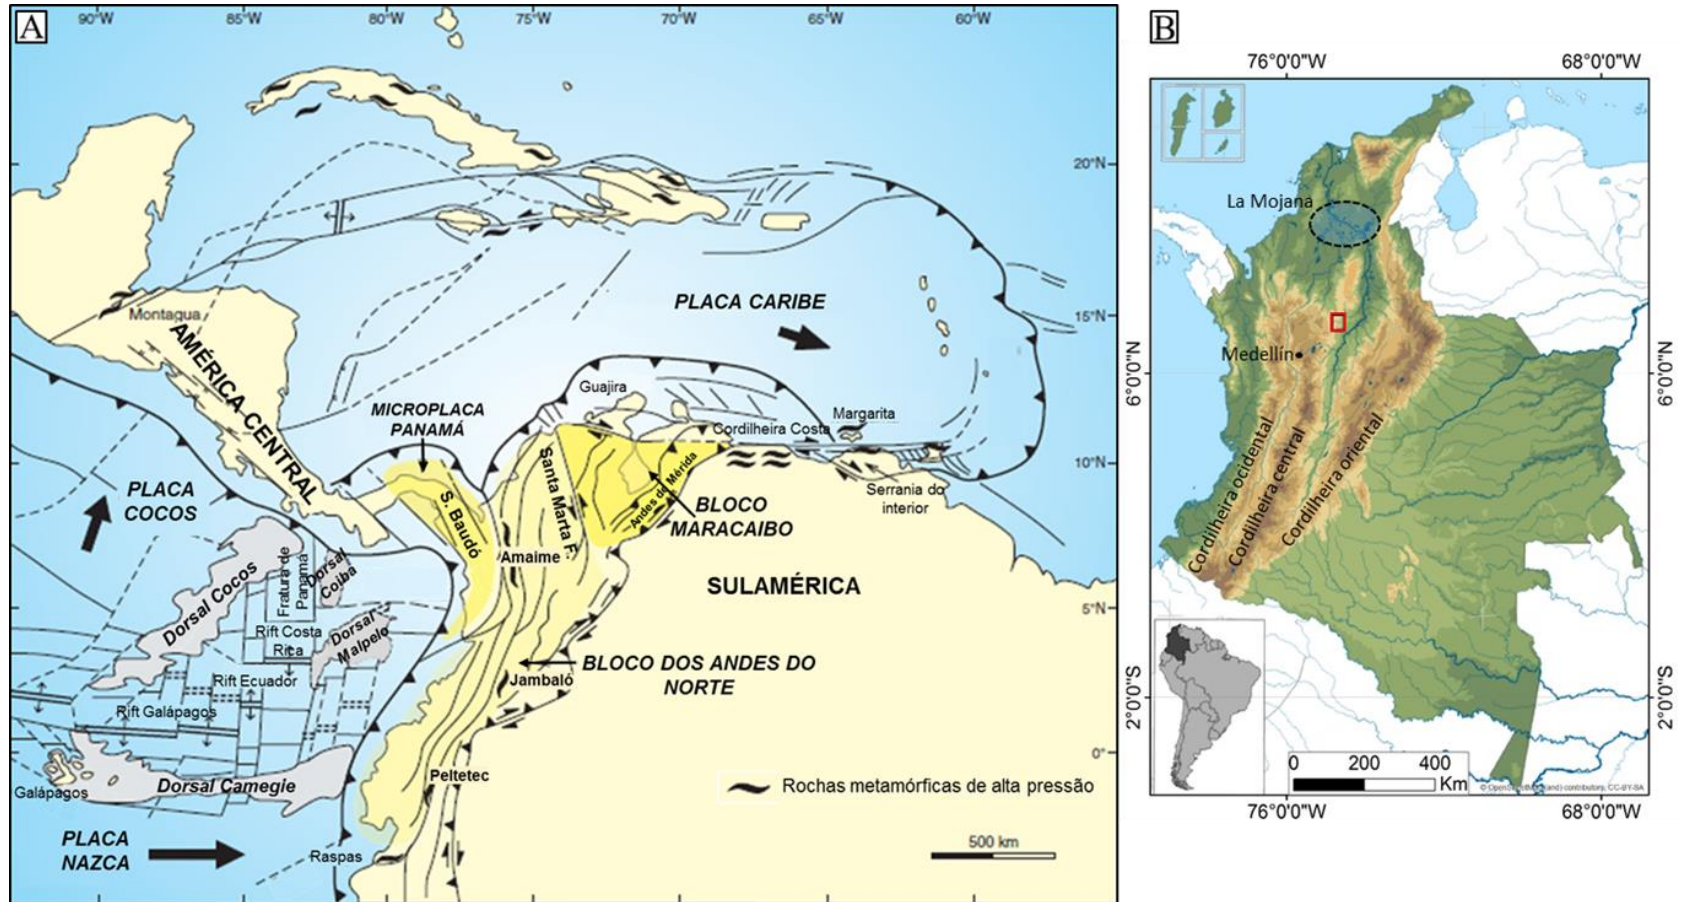 A
90°W
85°W
80°W
75°W
70°W
65°W
60°W
20°N
15°N
10°N
5°N
0°
Montagua
AMÉRICA CENTRAL
PLACA CARIBE
MICROPLACA
PANAMÁ
Guajira
Cordilheira Costa
Margarita
Serrania do
interior
PLACA
COCOS
S. Baudó
Santa Marta F.
Andes de Mérida
BLOCO
MARACAIBO
Amaime
SULAMÉRICA
Dorsal Cocos
Fratura de
Panamá
Dorsal
Coiba
Rift Costa
Rica
Dorsal
Malpelo
Rift Ecuador
Rift Galápagos
BLOCO DOS ANDES DO
NORTE
Jambaló
Galápagos
Dorsal Carnegie
Peltetec
Rochas metamórficas de alta pressão
PLACA
NAZCA
Raspas
500 km
B
76°0'0"W
68°0'0"W
La Mojana
Medellín
6°0'0"N
6°0'0"N
Cordilheira ocidental
Cordilheira central
Cordilheira oriental
2°0'0"S
2°0'0"S
0 200 400
Km
76°0'0"W
68°0'0"W